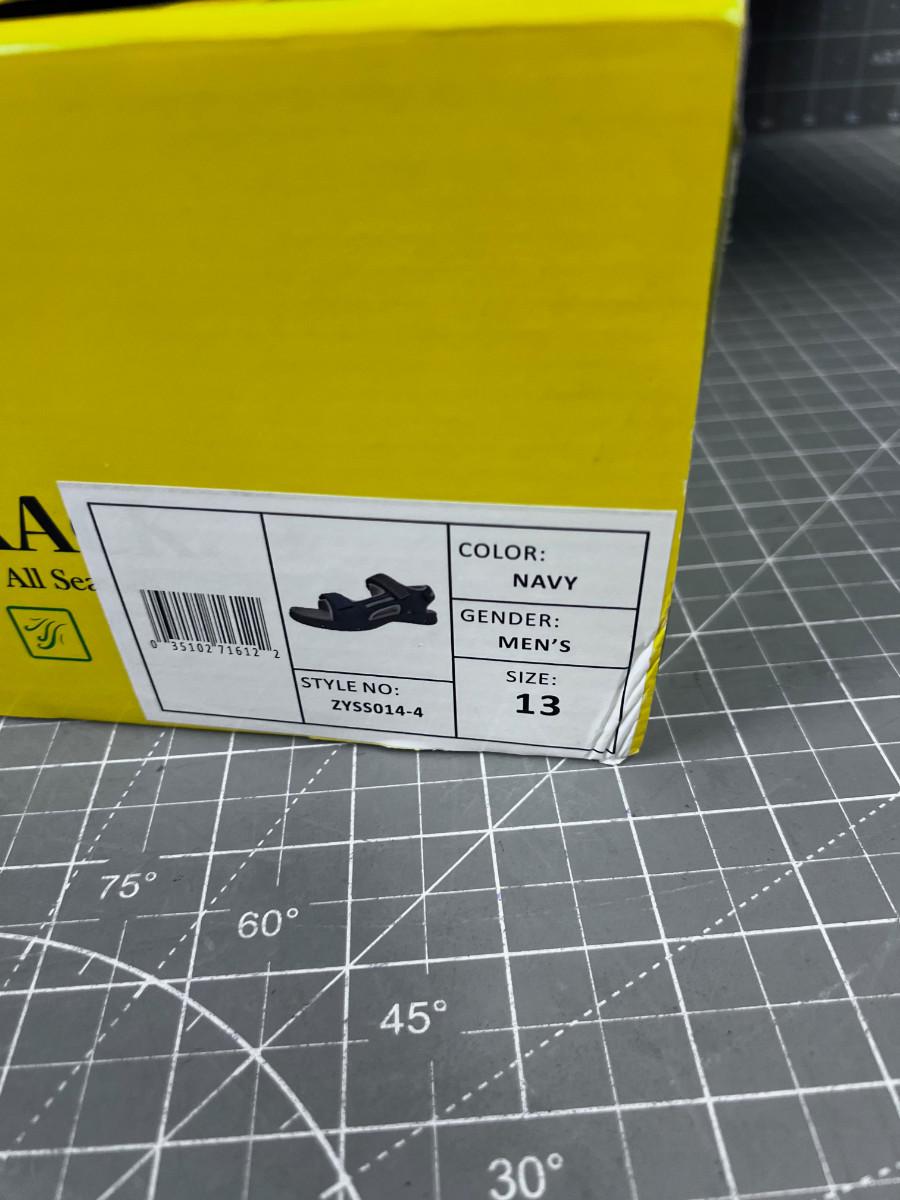 All
0 35102 71612 2
STYLE NO:
ZYSS014-4
COLOR:
NAVY
GENDER:
MEN'S
SIZE:
13
75°
60°
45°
30°